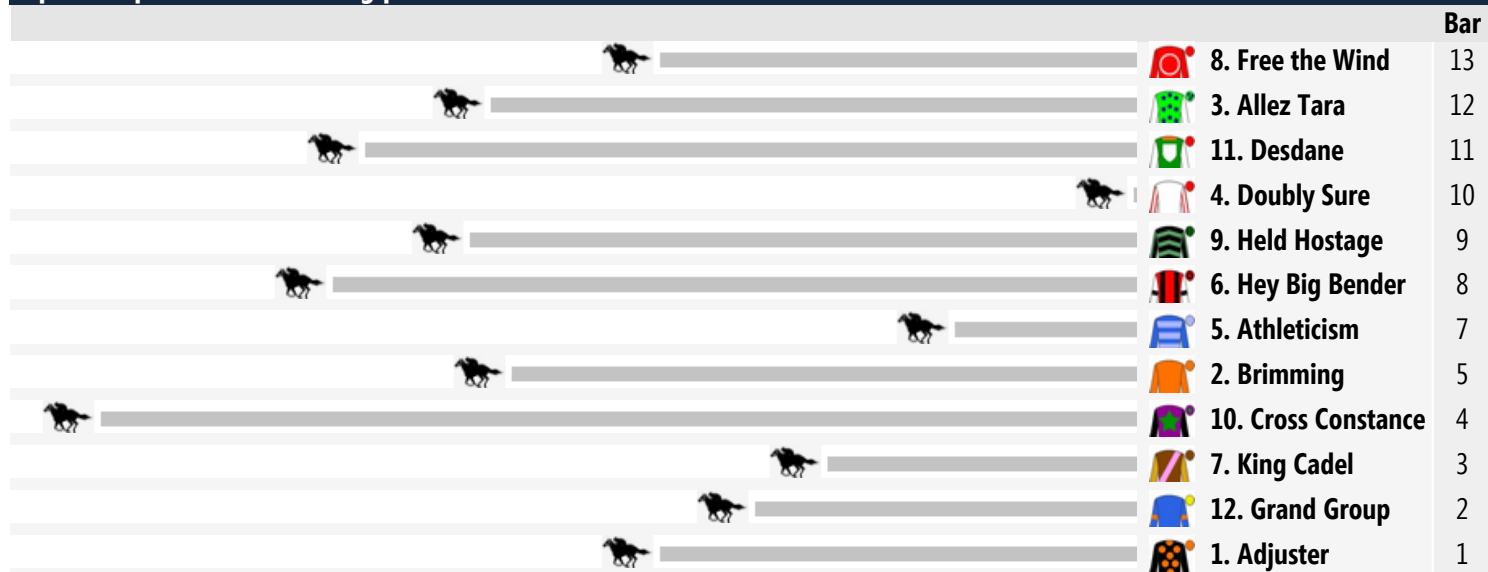 Bar
8. Free the Wind 13
3. Allez Tara 12
11. Desdane 11
4. Doubly Sure 10
9. Held Hostage 9
6. Hey Big Bender 8
5. Athleticism 7
2. Brimming 5
10. Cross Constance 4
7. King Cadel 3
12. Grand Group 2
1. Adjuster 1